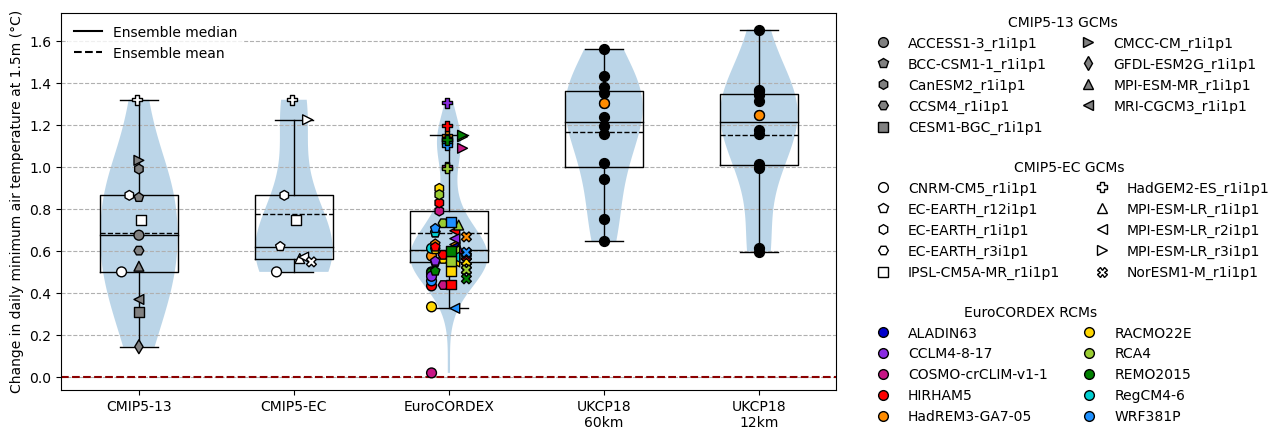 Change in daily minimum air temperature at 1.5m (°C)
Ensemble median
Ensemble mean
1.6
1.4
1.2
1.0
0.8
0.6
0.4
0.2
0.0
CMIP5-13
CMIP5-EC
EuroCORDEX
UKCP18
60km
UKCP18
12km
CMIP5-13 GCMs
ACCESS1-3_r1i1p1
BCC-CSM1-1_r1i1p1
CanESM2_r1i1p1
CCSM4_r1i1p1
CESM1-BGC_r1i1p1
CMCC-CM_r1i1p1
GFDL-ESM2G_r1i1p1
MPI-ESM-MR_r1i1p1
MRI-CGCM3_r1i1p1
CMIP5-EC GCMs
CNRM-CM5_r1i1p1
EC-EARTH_r12i1p1
EC-EARTH_r1i1p1
EC-EARTH_r3i1p1
IPSL-CM5A-MR_r1i1p1
HadGEM2-ES_r1i1p1
MPI-ESM-LR_r1i1p1
MPI-ESM-LR_r2i1p1
MPI-ESM-LR_r3i1p1
NorESM1-M_r1i1p1
EuroCORDEX RCMs
ALADIN63
CCLM4-8-17
COSMO-crCLIM-v1-1
HIRHAM5
HadREM3-GA7-05
RACMO22E
RCA4
REMO2015
RegCM4-6
WRF381P